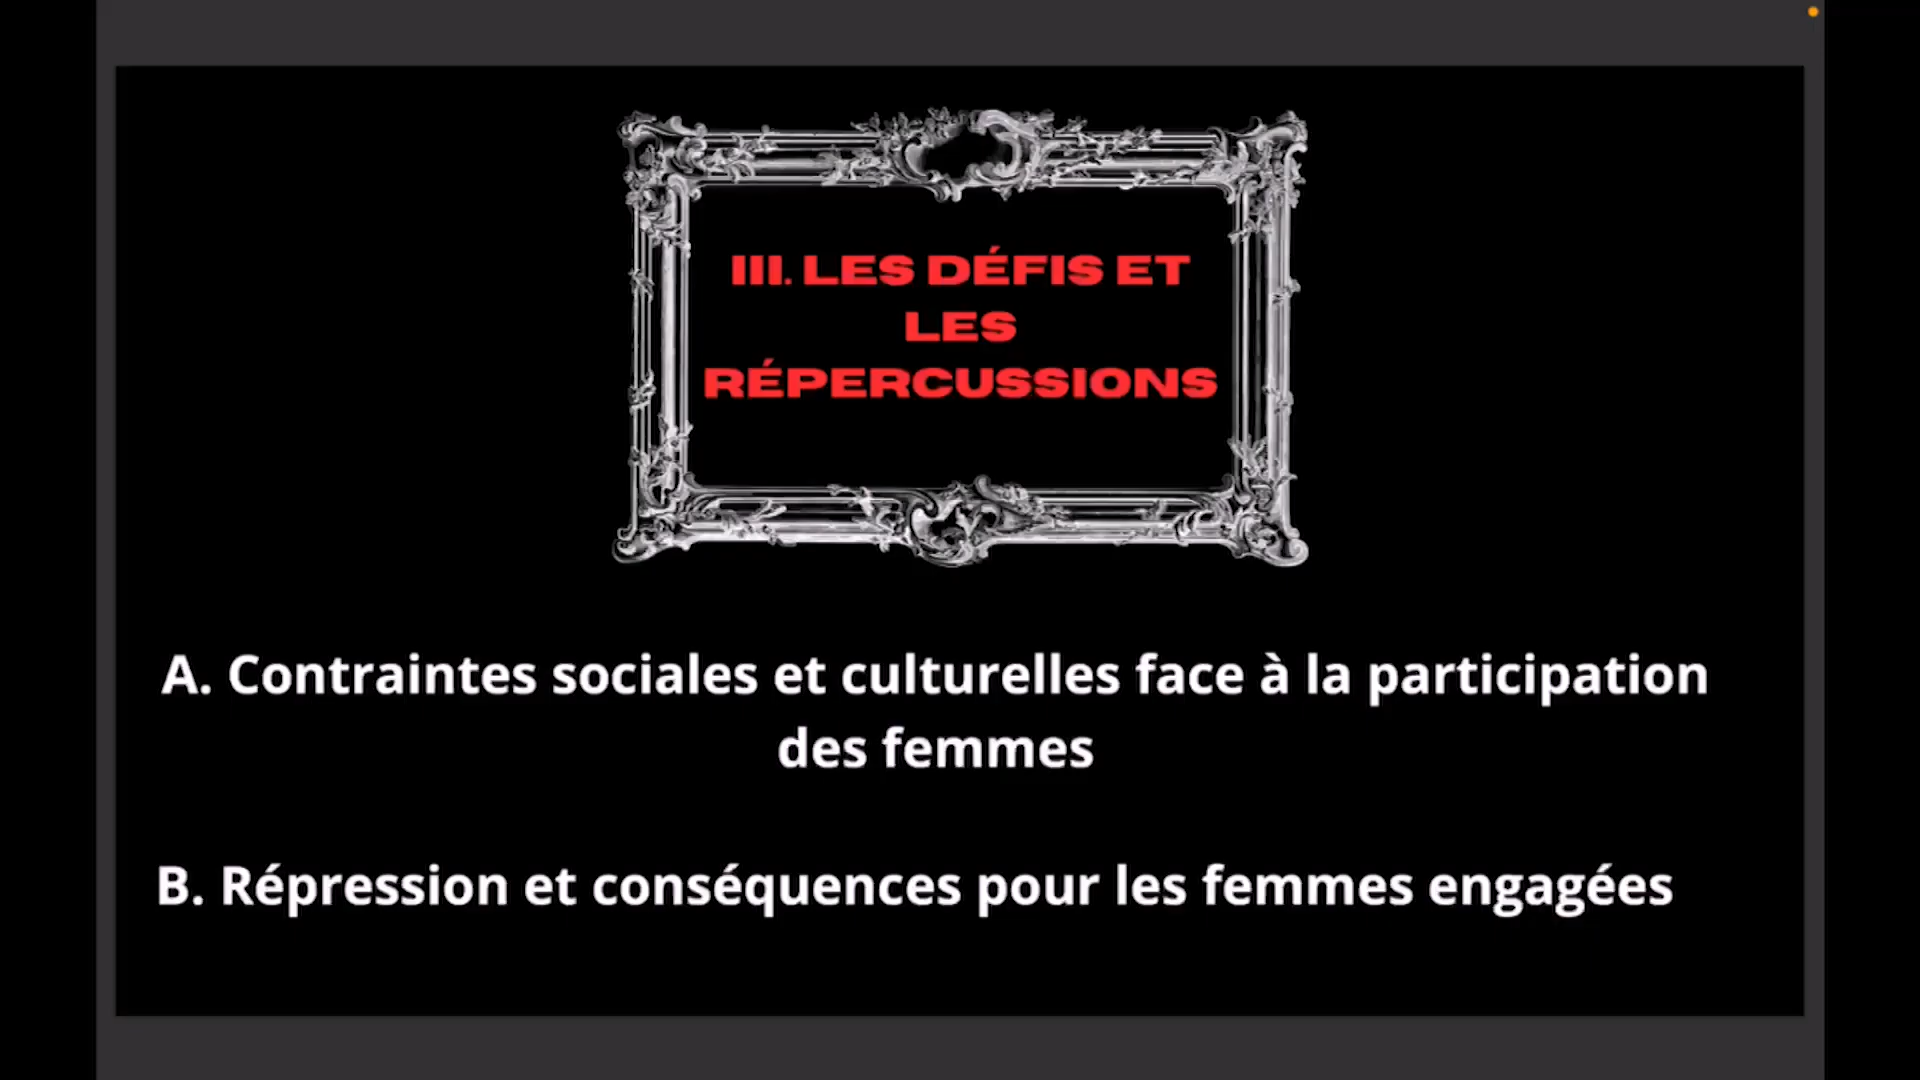 III. LES DÉFIS ET
LES
RÉPERCUSSIONS
A. Contraintes sociales et culturelles face à la participation
des femmes
B. Répression et conséquences pour les femmes engagées